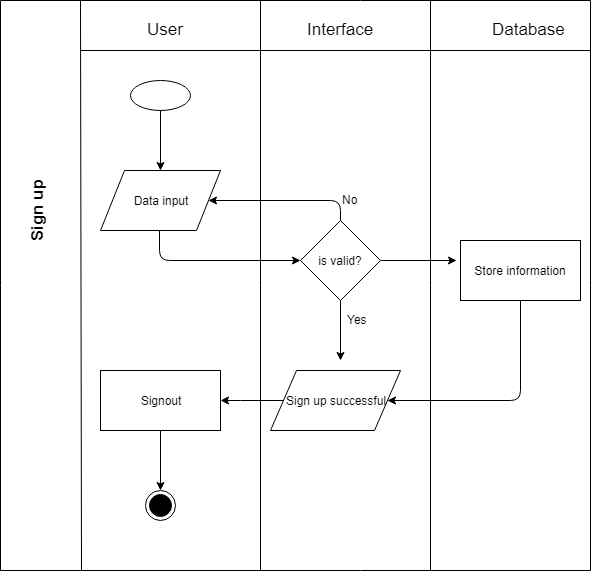 User
Interface
Database
Sign up
Data input
No
is valid?
Store information
Yes
Signout
Sign up successful